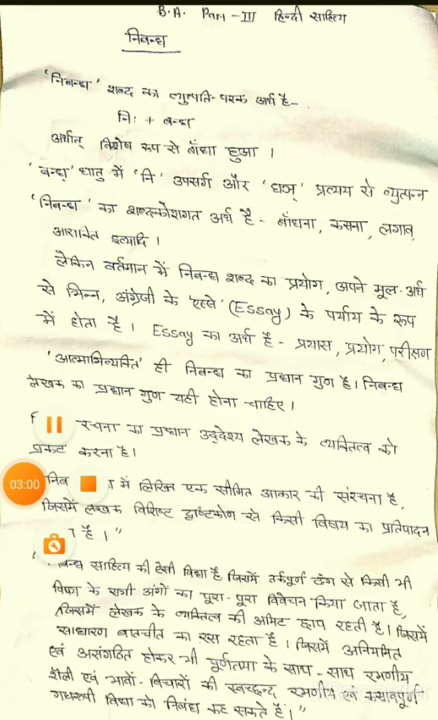 B.A. Part-III हिन्दी साहित्य
निबन्ध
'निबन्ध' शब्द का व्युत्पत्ति-परक अर्थ है-
नि: + बन्ध
अर्थात् विशेष रूप से बाँधा हुआ ।
'बन्ध्' धातु में 'नि' उपसर्ग और 'घञ्' प्रत्यय से व्युत्पन्न
'निबन्ध' का शब्दकोशगत अर्थ है - बाँधना, कसना, लगाव,
इत्यादि ।
लेकिन वर्तमान में निबन्ध शब्द का प्रयोग, अपने मूल-अर्थ
से भिन्न, अंग्रेजी के 'एस्से' (Essay) के पर्याय के रूप
में होता है । Essay का अर्थ है - प्रयास, प्रयोग, परीक्षण
'आत्माभिव्यक्ति' ही निबन्ध का प्रधान गुण है । निबन्ध
लेखक का प्रधान गुण यही होना चाहिए ।
रचना का प्रधान उद्देश्य लेखक के व्यक्तित्व को
प्रकट करना है ।
03:00 में लिखित एक सीमित आकार की संरचना है,
जिसमें लेखक विशिष्ट दृष्टिकोण से किसी विषय का प्रतिपादन
है ।"
साहित्य की ऐसी विधा है जिसमें तर्कपूर्ण ढंग से किसी भी
विषय के सभी अंगों का पूरा-पूरा विवेचन किया जाता है,
जिसमें लेखक के व्यक्तित्व की अमिट छाप रहती है । जिसमें
साधारण बातचीत का रस रहता है । जिसमें अनियमित
एवं असंगठित होकर भी पूर्णतया के साथ-साथ रमणीय
शैली एवं भावों-विचारों की स्वच्छन्द, रमणीय एवं
गद्यमयी विधा को निबंध कह सकते हैं ।"